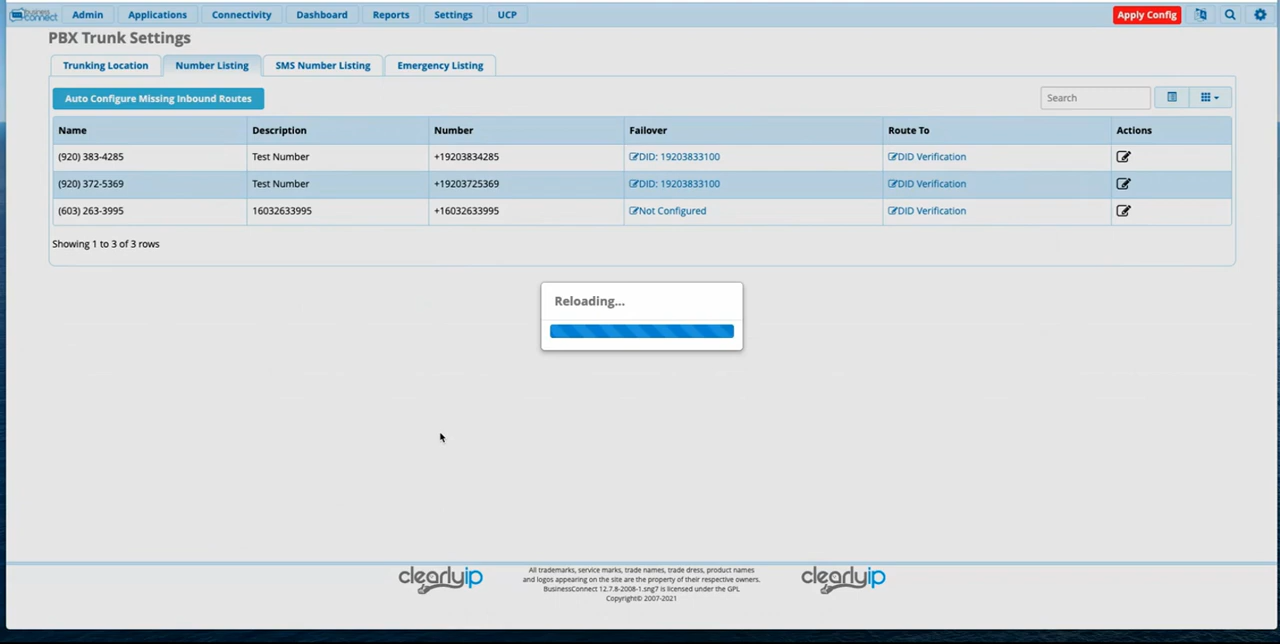 business connect Admin Applications Connectivity Dashboard Reports Settings UCP Apply Config
PBX Trunk Settings
Trunking Location Number Listing SMS Number Listing Emergency Listing
Auto Configure Missing Inbound Routes Search
Name Description Number Failover Route To Actions
(920) 383-4285 Test Number +19203834285 DID: 19203833100 DID Verification
(920) 372-5369 Test Number +19203725369 DID: 19203833100 DID Verification
(603) 263-3995 16032633995 +16032633995 Not Configured DID Verification
Showing 1 to 3 of 3 rows
Reloading...
clearlyip
All trademarks, service marks, trade names, trade dress, product names
and logos appearing on the site are the property of their respective owners.
BusinessConnect 12.7.8-2008-1.sng7 is licensed under the GPL
Copyright© 2007-2021
clearlyip